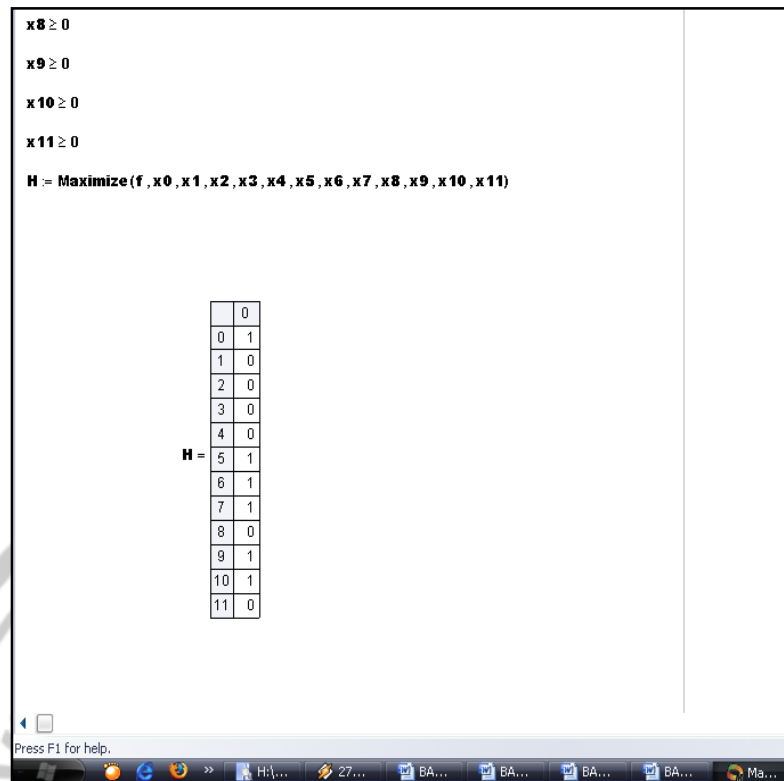 x8 ≥ 0
x9 ≥ 0
x10 ≥ 0
x11 ≥ 0
H := Maximize(f ,x0 ,x1 ,x2 ,x3 ,x4 ,x5 ,x6 ,x7 ,x8 ,x9 ,x10 ,x11)
0
0 1
1 0
2 0
3 0
4 0
H = 5 1
6 1
7 1
8 0
9 1
10 1
11 0
Press F1 for help.
» H:\... 27... BA... BA... BA... BA... Ma...